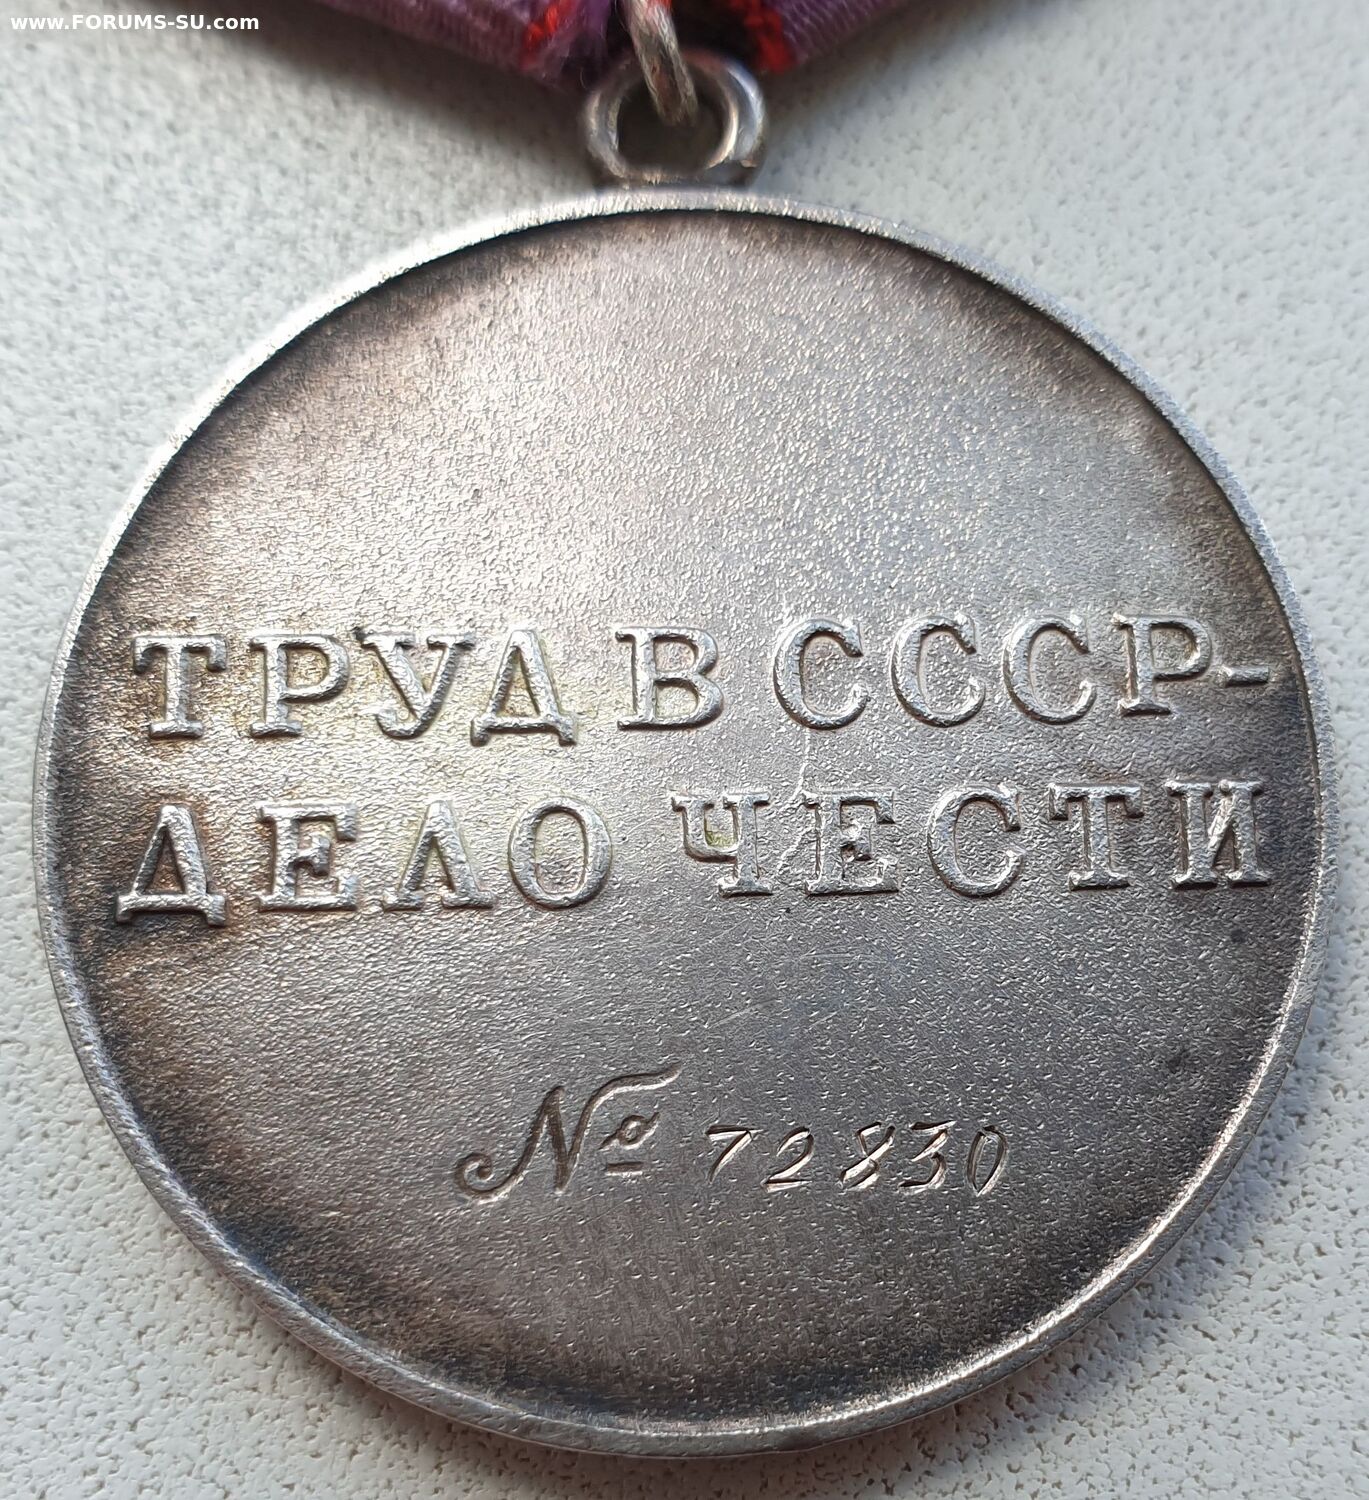 www.FORUMS-SU.com
ТРУД В СССР-
ДЕЛО ЧЕСТИ
№ 72830